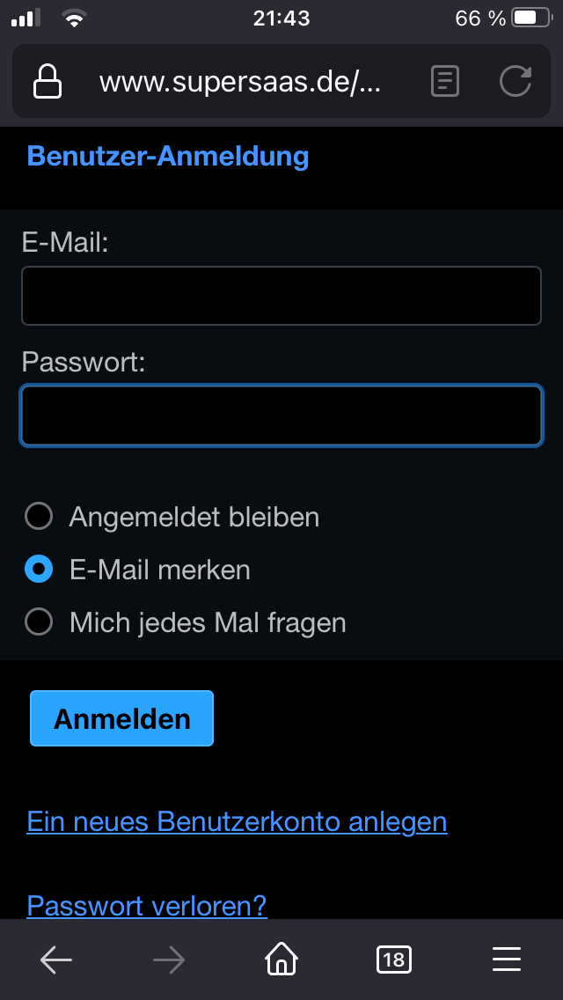 21:43
66 %
www.supersaas.de/...
Benutzer-Anmeldung
E-Mail:
Passwort:
Angemeldet bleiben
E-Mail merken
Mich jedes Mal fragen
Anmelden
Ein neues Benutzerkonto anlegen
Passwort verloren?
18